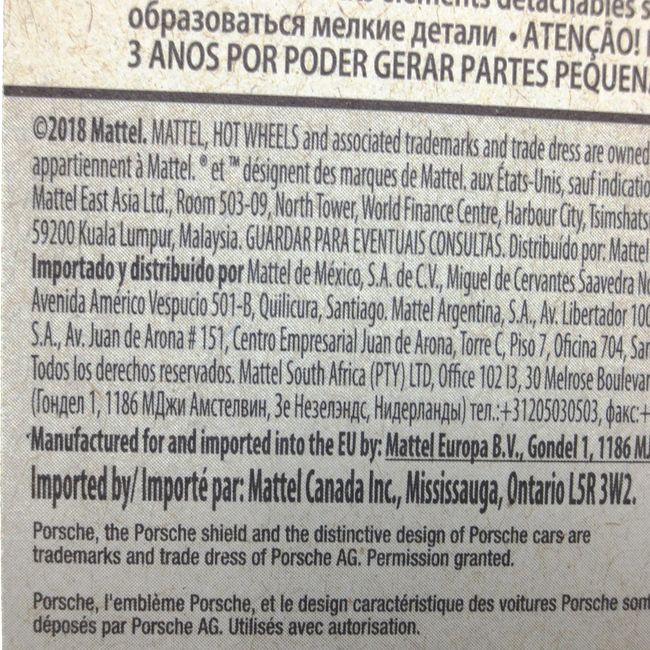 éléments détachables s
образоваться мелкие детали • ATENÇÃO!
3 ANOS POR PODER GERAR PARTES PEQUEN
©2018 Mattel. MATTEL, HOT WHEELS and associated trademarks and trade dress are owned
appartiennent à Mattel. ® et ™ désignent des marques de Mattel. aux États-Unis, sauf indicatio
Mattel East Asia Ltd., Room 503-09, North Tower, World Finance Centre, Harbour City, Tsimshats
59200 Kuala Lumpur, Malaysia. GUARDAR PARA EVENTUAIS CONSULTAS. Distribuído por: Mattel
Importado y distribuido por Mattel de México, S.A. de C.V., Miguel de Cervantes Saavedra No
Avenida Américo Vespucio 501-B, Quilicura, Santiago. Mattel Argentina, S.A., Av. Libertador 100
S.A., Av. Juan de Arona # 151, Centro Empresarial Juan de Arona, Torre C, Piso 7, Oficina 704, San
Todos los derechos reservados. Mattel South Africa (PTY) LTD, Office 102 I3, 30 Melrose Boulevar
(Гондел 1, 1186 МДжи Амстелвин, Зе Незелэндс, Нидерланды) тел.:+31205030503, факс.+
Manufactured for and imported into the EU by: Mattel Europa B.V., Gondel 1, 1186 MJ
Imported by/ Importé par: Mattel Canada Inc., Mississauga, Ontario L5R 3W2.
Porsche, the Porsche shield and the distinctive design of Porsche cars are
trademarks and trade dress of Porsche AG. Permission granted.
Porsche, l'emblème Porsche, et le design caractéristique des voitures Porsche sont
déposés par Porsche AG. Utilisés avec autorisation.